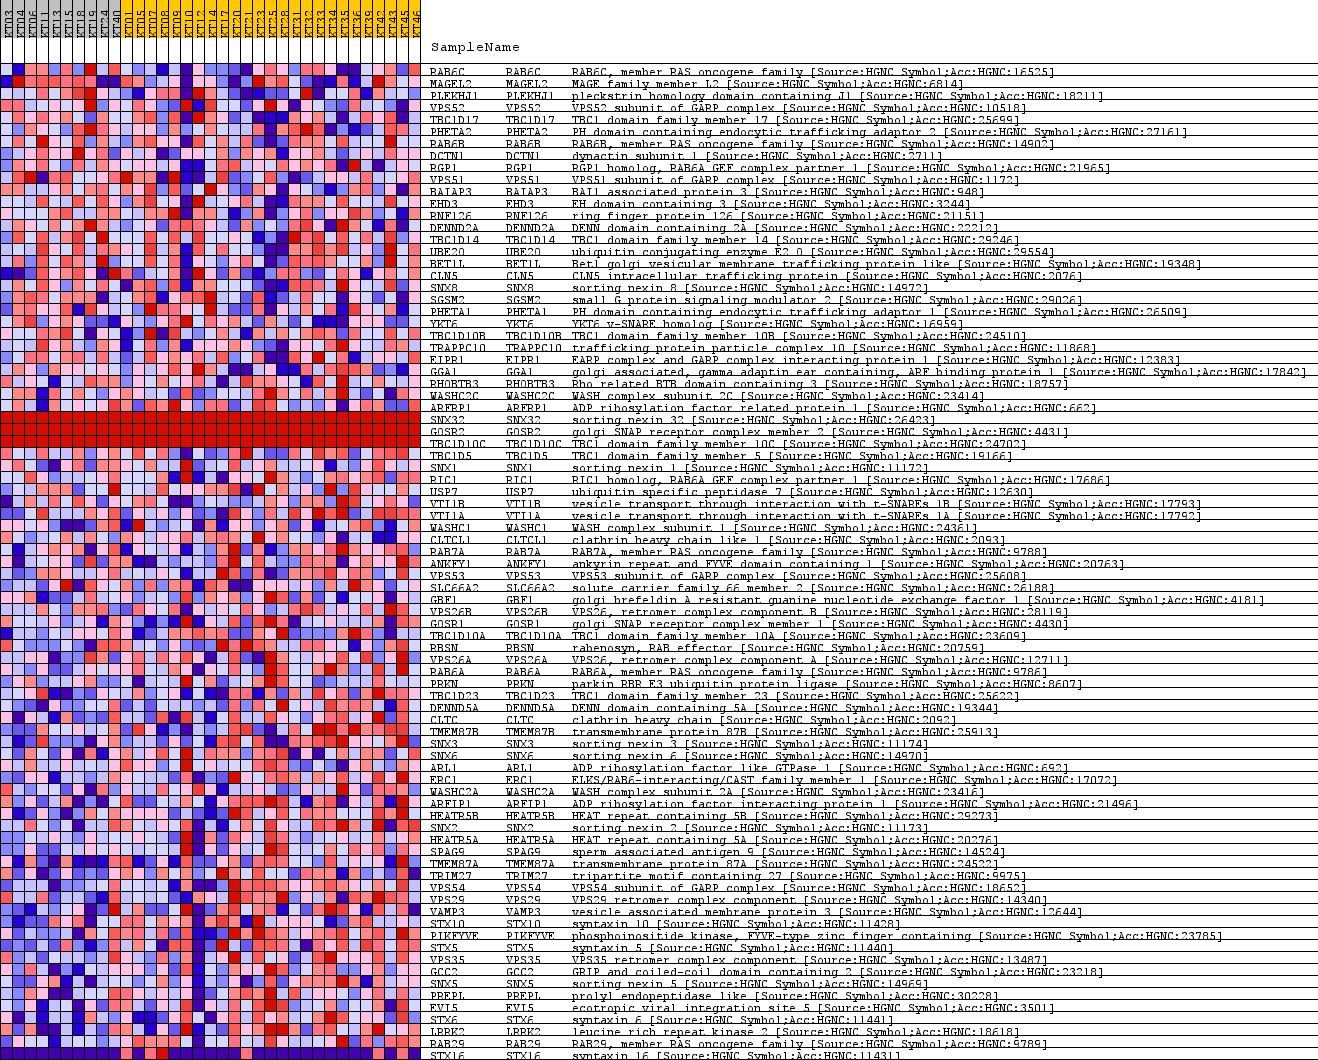 KT03 KT04 KT06 KT11 KT13 KT15 KT18 KT19 KT24 KT40 KT01 KT05 KT07 KT08 KT09 KT10 KT12 KT14 KT17 KT20 KT21 KT23 KT25 KT28 KT31 KT32 KT33 KT34 KT35 KT36 KT39 KT42 KT43 KT45 KT46
SampleName
RAB6C RAB6C RAB6C, member RAS oncogene family [Source:HGNC Symbol;Acc:HGNC:16525]
MAGEL2 MAGEL2 MAGE family member L2 [Source:HGNC Symbol;Acc:HGNC:6814]
PLEKHJ1 PLEKHJ1 pleckstrin homology domain containing J1 [Source:HGNC Symbol;Acc:HGNC:18211]
VPS52 VPS52 VPS52 subunit of GARP complex [Source:HGNC Symbol;Acc:HGNC:10518]
TBC1D17 TBC1D17 TBC1 domain family member 17 [Source:HGNC Symbol;Acc:HGNC:25699]
PHETA2 PHETA2 PH domain containing endocytic trafficking adaptor 2 [Source:HGNC Symbol;Acc:HGNC:27161]
RAB6B RAB6B RAB6B, member RAS oncogene family [Source:HGNC Symbol;Acc:HGNC:14902]
DCTN1 DCTN1 dynactin subunit 1 [Source:HGNC Symbol;Acc:HGNC:2711]
RGP1 RGP1 RGP1 homolog, RAB6A GEF complex partner 1 [Source:HGNC Symbol;Acc:HGNC:21965]
VPS51 VPS51 VPS51 subunit of GARP complex [Source:HGNC Symbol;Acc:HGNC:1172]
BAIAP3 BAIAP3 BAI1 associated protein 3 [Source:HGNC Symbol;Acc:HGNC:948]
EHD3 EHD3 EH domain containing 3 [Source:HGNC Symbol;Acc:HGNC:3244]
RNF126 RNF126 ring finger protein 126 [Source:HGNC Symbol;Acc:HGNC:21151]
DENND2A DENND2A DENN domain containing 2A [Source:HGNC Symbol;Acc:HGNC:22212]
TBC1D14 TBC1D14 TBC1 domain family member 14 [Source:HGNC Symbol;Acc:HGNC:29246]
UBE2O UBE2O ubiquitin conjugating enzyme E2 O [Source:HGNC Symbol;Acc:HGNC:29554]
BET1L BET1L Bet1 golgi vesicular membrane trafficking protein like [Source:HGNC Symbol;Acc:HGNC:19348]
CLN5 CLN5 CLN5 intracellular trafficking protein [Source:HGNC Symbol;Acc:HGNC:2076]
SNX8 SNX8 sorting nexin 8 [Source:HGNC Symbol;Acc:HGNC:14972]
SGSM2 SGSM2 small G protein signaling modulator 2 [Source:HGNC Symbol;Acc:HGNC:29026]
PHETA1 PHETA1 PH domain containing endocytic trafficking adaptor 1 [Source:HGNC Symbol;Acc:HGNC:26509]
YKT6 YKT6 YKT6 v-SNARE homolog [Source:HGNC Symbol;Acc:HGNC:16959]
TBC1D10B TBC1D10B TBC1 domain family member 10B [Source:HGNC Symbol;Acc:HGNC:24510]
TRAPPC10 TRAPPC10 trafficking protein particle complex 10 [Source:HGNC Symbol;Acc:HGNC:11868]
EIPR1 EIPR1 EARP complex and GARP complex interacting protein 1 [Source:HGNC Symbol;Acc:HGNC:12383]
GGA1 GGA1 golgi associated, gamma adaptin ear containing, ARF binding protein 1 [Source:HGNC Symbol;Acc:HGNC:17842]
RHOBTB3 RHOBTB3 Rho related BTB domain containing 3 [Source:HGNC Symbol;Acc:HGNC:18757]
WASHC2C WASHC2C WASH complex subunit 2C [Source:HGNC Symbol;Acc:HGNC:23414]
ARFRP1 ARFRP1 ADP ribosylation factor related protein 1 [Source:HGNC Symbol;Acc:HGNC:662]
SNX32 SNX32 sorting nexin 32 [Source:HGNC Symbol;Acc:HGNC:26423]
GOSR2 GOSR2 golgi SNAP receptor complex member 2 [Source:HGNC Symbol;Acc:HGNC:4431]
TBC1D10C TBC1D10C TBC1 domain family member 10C [Source:HGNC Symbol;Acc:HGNC:24702]
TBC1D5 TBC1D5 TBC1 domain family member 5 [Source:HGNC Symbol;Acc:HGNC:19166]
SNX1 SNX1 sorting nexin 1 [Source:HGNC Symbol;Acc:HGNC:11172]
RIC1 RIC1 RIC1 homolog, RAB6A GEF complex partner 1 [Source:HGNC Symbol;Acc:HGNC:17686]
USP7 USP7 ubiquitin specific peptidase 7 [Source:HGNC Symbol;Acc:HGNC:12630]
VTI1B VTI1B vesicle transport through interaction with t-SNAREs 1B [Source:HGNC Symbol;Acc:HGNC:17793]
VTI1A VTI1A vesicle transport through interaction with t-SNAREs 1A [Source:HGNC Symbol;Acc:HGNC:17792]
WASHC1 WASHC1 WASH complex subunit 1 [Source:HGNC Symbol;Acc:HGNC:24361]
CLTCL1 CLTCL1 clathrin heavy chain like 1 [Source:HGNC Symbol;Acc:HGNC:2093]
RAB7A RAB7A RAB7A, member RAS oncogene family [Source:HGNC Symbol;Acc:HGNC:9788]
ANKFY1 ANKFY1 ankyrin repeat and FYVE domain containing 1 [Source:HGNC Symbol;Acc:HGNC:20763]
VPS53 VPS53 VPS53 subunit of GARP complex [Source:HGNC Symbol;Acc:HGNC:25608]
SLC66A2 SLC66A2 solute carrier family 66 member 2 [Source:HGNC Symbol;Acc:HGNC:26188]
GBF1 GBF1 golgi brefeldin A resistant guanine nucleotide exchange factor 1 [Source:HGNC Symbol;Acc:HGNC:4181]
VPS26B VPS26B VPS26, retromer complex component B [Source:HGNC Symbol;Acc:HGNC:28119]
GOSR1 GOSR1 golgi SNAP receptor complex member 1 [Source:HGNC Symbol;Acc:HGNC:4430]
TBC1D10A TBC1D10A TBC1 domain family member 10A [Source:HGNC Symbol;Acc:HGNC:23609]
RBSN RBSN rabenosyn, RAB effector [Source:HGNC Symbol;Acc:HGNC:20759]
VPS26A VPS26A VPS26, retromer complex component A [Source:HGNC Symbol;Acc:HGNC:12711]
RAB6A RAB6A RAB6A, member RAS oncogene family [Source:HGNC Symbol;Acc:HGNC:9786]
PRKN PRKN parkin RBR E3 ubiquitin protein ligase [Source:HGNC Symbol;Acc:HGNC:8607]
TBC1D23 TBC1D23 TBC1 domain family member 23 [Source:HGNC Symbol;Acc:HGNC:25622]
DENND5A DENND5A DENN domain containing 5A [Source:HGNC Symbol;Acc:HGNC:19344]
CLTC CLTC clathrin heavy chain [Source:HGNC Symbol;Acc:HGNC:2092]
TMEM87B TMEM87B transmembrane protein 87B [Source:HGNC Symbol;Acc:HGNC:25913]
SNX3 SNX3 sorting nexin 3 [Source:HGNC Symbol;Acc:HGNC:11174]
SNX6 SNX6 sorting nexin 6 [Source:HGNC Symbol;Acc:HGNC:14970]
ARL1 ARL1 ADP ribosylation factor like GTPase 1 [Source:HGNC Symbol;Acc:HGNC:692]
ERC1 ERC1 ELKS/RAB6-interacting/CAST family member 1 [Source:HGNC Symbol;Acc:HGNC:17072]
WASHC2A WASHC2A WASH complex subunit 2A [Source:HGNC Symbol;Acc:HGNC:23416]
ARFIP1 ARFIP1 ADP ribosylation factor interacting protein 1 [Source:HGNC Symbol;Acc:HGNC:21496]
HEATR5B HEATR5B HEAT repeat containing 5B [Source:HGNC Symbol;Acc:HGNC:29273]
SNX2 SNX2 sorting nexin 2 [Source:HGNC Symbol;Acc:HGNC:11173]
HEATR5A HEATR5A HEAT repeat containing 5A [Source:HGNC Symbol;Acc:HGNC:20276]
SPAG9 SPAG9 sperm associated antigen 9 [Source:HGNC Symbol;Acc:HGNC:14524]
TMEM87A TMEM87A transmembrane protein 87A [Source:HGNC Symbol;Acc:HGNC:24522]
TRIM27 TRIM27 tripartite motif containing 27 [Source:HGNC Symbol;Acc:HGNC:9975]
VPS54 VPS54 VPS54 subunit of GARP complex [Source:HGNC Symbol;Acc:HGNC:18652]
VPS29 VPS29 VPS29 retromer complex component [Source:HGNC Symbol;Acc:HGNC:14340]
VAMP3 VAMP3 vesicle associated membrane protein 3 [Source:HGNC Symbol;Acc:HGNC:12644]
STX10 STX10 syntaxin 10 [Source:HGNC Symbol;Acc:HGNC:11428]
PIKFYVE PIKFYVE phosphoinositide kinase, FYVE-type zinc finger containing [Source:HGNC Symbol;Acc:HGNC:23785]
STX5 STX5 syntaxin 5 [Source:HGNC Symbol;Acc:HGNC:11440]
VPS35 VPS35 VPS35 retromer complex component [Source:HGNC Symbol;Acc:HGNC:13487]
GCC2 GCC2 GRIP and coiled-coil domain containing 2 [Source:HGNC Symbol;Acc:HGNC:23218]
SNX5 SNX5 sorting nexin 5 [Source:HGNC Symbol;Acc:HGNC:14969]
PREPL PREPL prolyl endopeptidase like [Source:HGNC Symbol;Acc:HGNC:30228]
EVI5 EVI5 ecotropic viral integration site 5 [Source:HGNC Symbol;Acc:HGNC:3501]
STX6 STX6 syntaxin 6 [Source:HGNC Symbol;Acc:HGNC:11441]
LRRK2 LRRK2 leucine rich repeat kinase 2 [Source:HGNC Symbol;Acc:HGNC:18618]
RAB29 RAB29 RAB29, member RAS oncogene family [Source:HGNC Symbol;Acc:HGNC:9789]
STX16 STX16 syntaxin 16 [Source:HGNC Symbol;Acc:HGNC:11431]